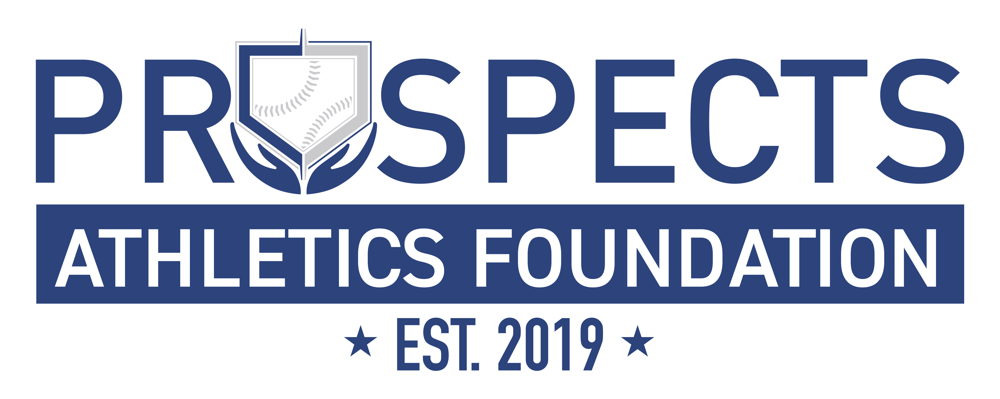 PROSPECTS
ATHLETICS FOUNDATION
EST. 2019